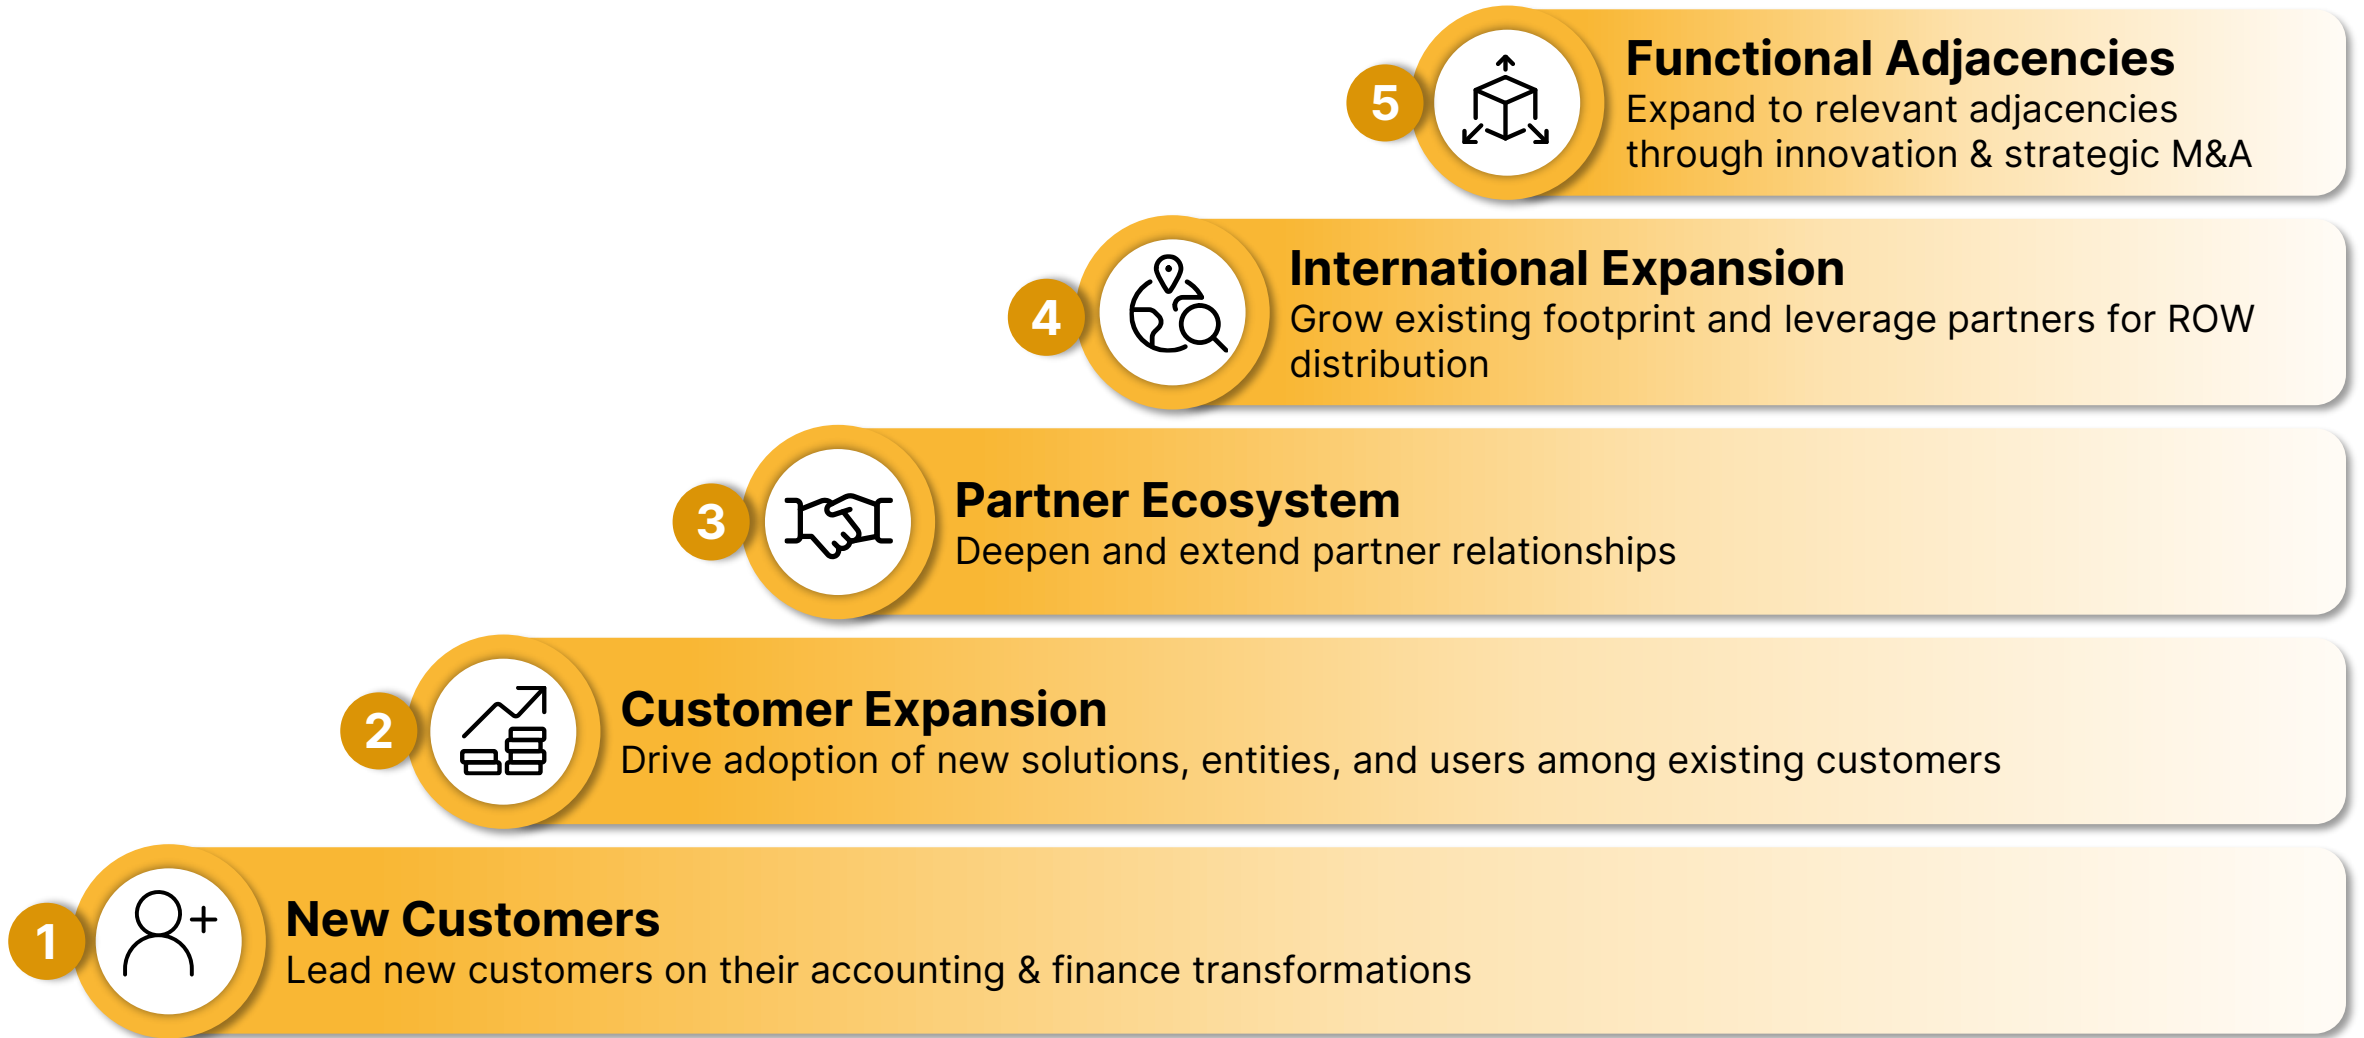 5
Functional Adjacencies
Expand to relevant adjacencies
through innovation & strategic M&A
4
International Expansion
Grow existing footprint and leverage partners for ROW
distribution
3
Partner Ecosystem
Deepen and extend partner relationships
2
Customer Expansion
Drive adoption of new solutions, entities, and users among existing customers
1
New Customers
Lead new customers on their accounting & finance transformations